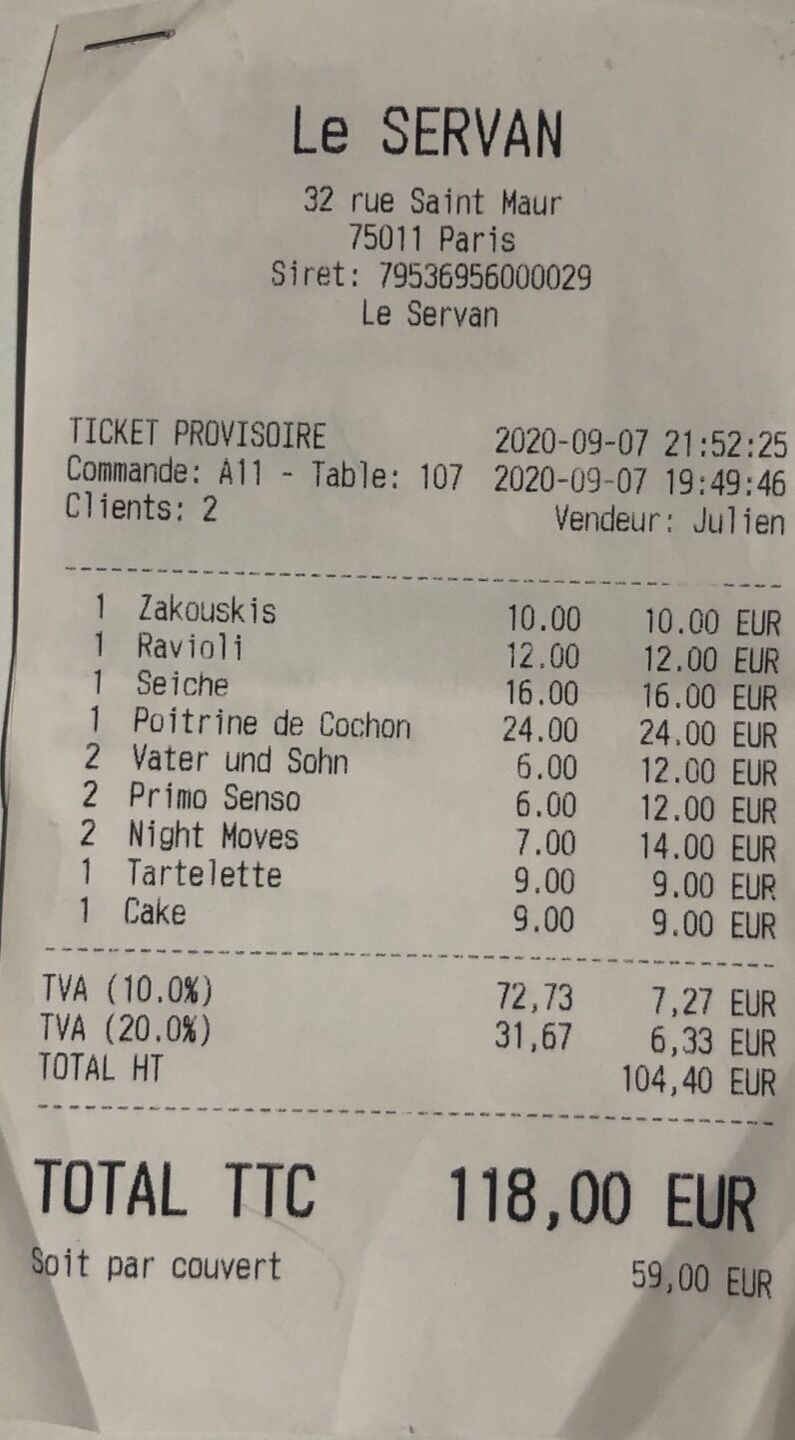 Le SERVAN
32 rue Saint Maur
75011 Paris
Siret: 79536956000029
Le Servan
TICKET PROVISOIRE 2020-09-07 21:52:25
Commande: A11 - Table: 107 2020-09-07 19:49:46
Clients: 2 Vendeur: Julien
1 Zakouskis 10.00 10.00 EUR
1 Ravioli 12.00 12.00 EUR
1 Seiche 16.00 16.00 EUR
1 Poitrine de Cochon 24.00 24.00 EUR
2 Vater und Sohn 6.00 12.00 EUR
2 Primo Senso 6.00 12.00 EUR
2 Night Moves 7.00 14.00 EUR
1 Tartelette 9.00 9.00 EUR
1 Cake 9.00 9.00 EUR
TVA (10.0%) 72,73 7,27 EUR
TVA (20.0%) 31,67 6,33 EUR
TOTAL HT 104,40 EUR
TOTAL TTC 118,00 EUR
Soit par couvert 59,00 EUR